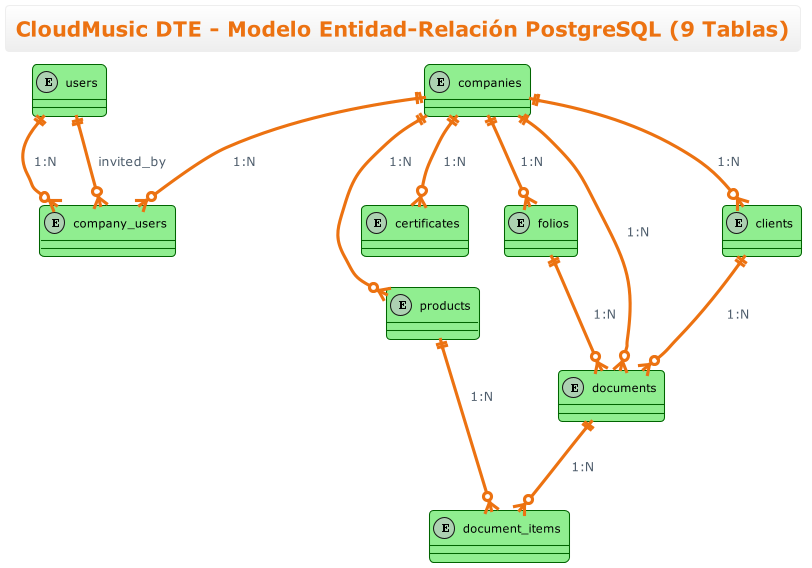 CloudMusic DTE - Modelo Entidad-Relación PostgreSQL (9 Tablas)
E users
E companies
1:N
invited_by
1:N
1:N
1:N
1:N
1:N
E company_users
E certificates
E folios
E clients
1:N
E products
1:N
1:N
E documents
1:N
1:N
E document_items